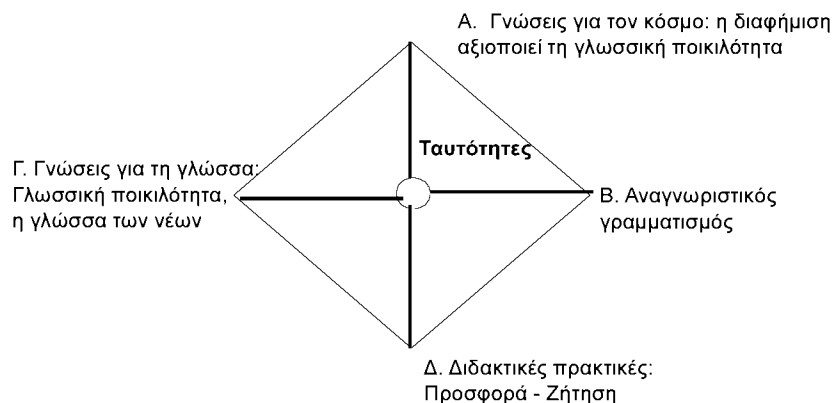 Α. Γνώσεις για τον κόσμο: η διαφήμιση
αξιοποιεί τη γλωσσική ποικιλότητα
Ταυτότητες
Γ. Γνώσεις για τη γλώσσα:
Γλωσσική ποικιλότητα,
η γλώσσα των νέων
Β. Αναγνωριστικός
γραμματισμός
Δ. Διδακτικές πρακτικές:
Προσφορά - Ζήτηση